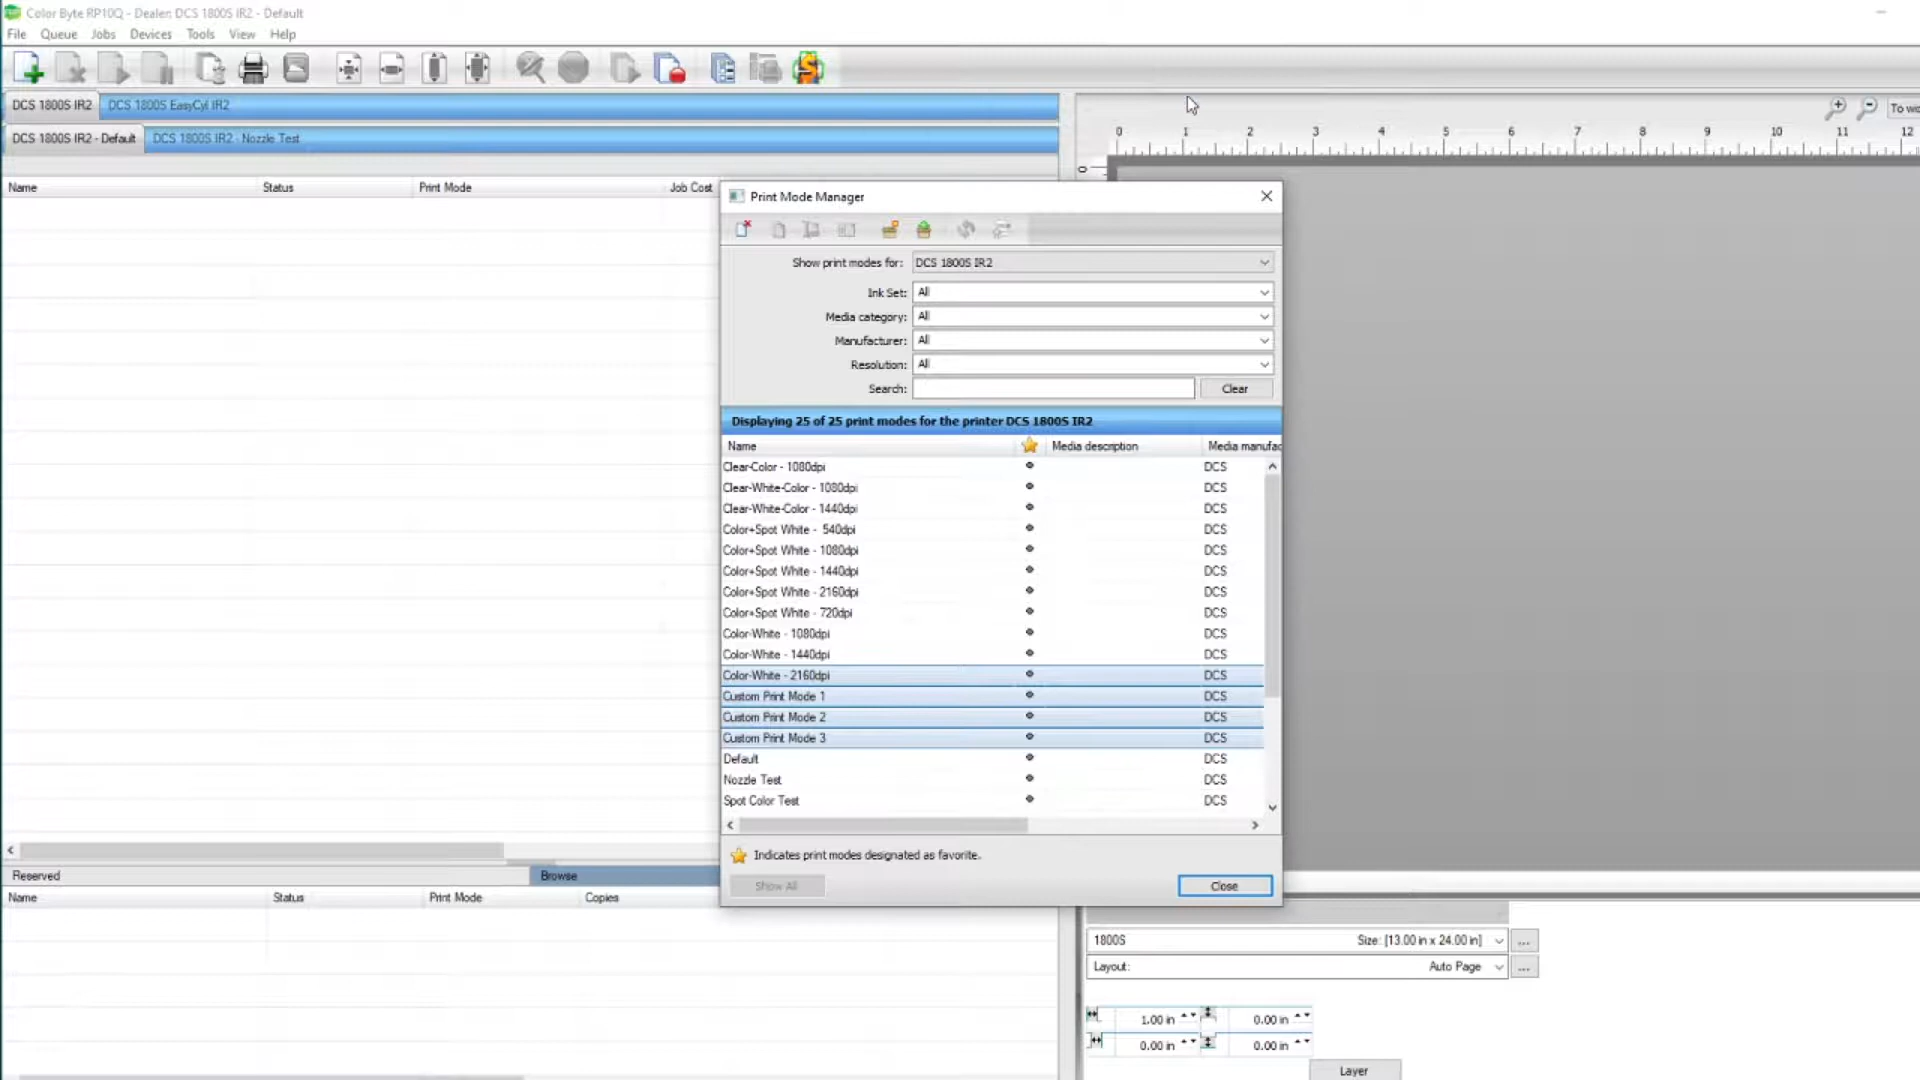 Color Byte RP10Q - Dealer: DCS 1800S IR2 - Default
File Queue Jobs Devices Tools View Help
DCS 1800S IR2 DCS 1800S EasyCyl IR2
DCS 1800S IR2 - Default DCS 1800S IR2 - Nozzle Test
To wi
0 1 2 3 4 5 6 7 8 9 10 11 12
0
Name Status Print Mode Job Cost
Print Mode Manager
Show print modes for: DCS 1800S IR2
Ink Set: All
Media category: All
Manufacturer: All
Resolution: All
Search: Clear
Displaying 25 of 25 print modes for the printer DCS 1800S IR2
Name Media description Media manufac
Clear-Color - 1080dpi DCS
Clear-White-Color - 1080dpi DCS
Clear-White-Color - 1440dpi DCS
Color+Spot White - 540dpi DCS
Color+Spot White - 1080dpi DCS
Color+Spot White - 1440dpi DCS
Color+Spot White - 2160dpi DCS
Color+Spot White - 720dpi DCS
Color-White - 1080dpi DCS
Color-White - 1440dpi DCS
Color-White - 2160dpi DCS
Custom Print Mode 1 DCS
Custom Print Mode 2 DCS
Custom Print Mode 3 DCS
Default DCS
Nozzle Test DCS
Spot Color Test DCS
Indicates print modes designated as favorite.
Show All Close
Reserved Browse
Name Status Print Mode Copies
1800S Size: [13.00 in x 24.00 in] ...
Layout: Auto Page ...
1.00 in 0.00 in
0.00 in 0.00 in
Layer